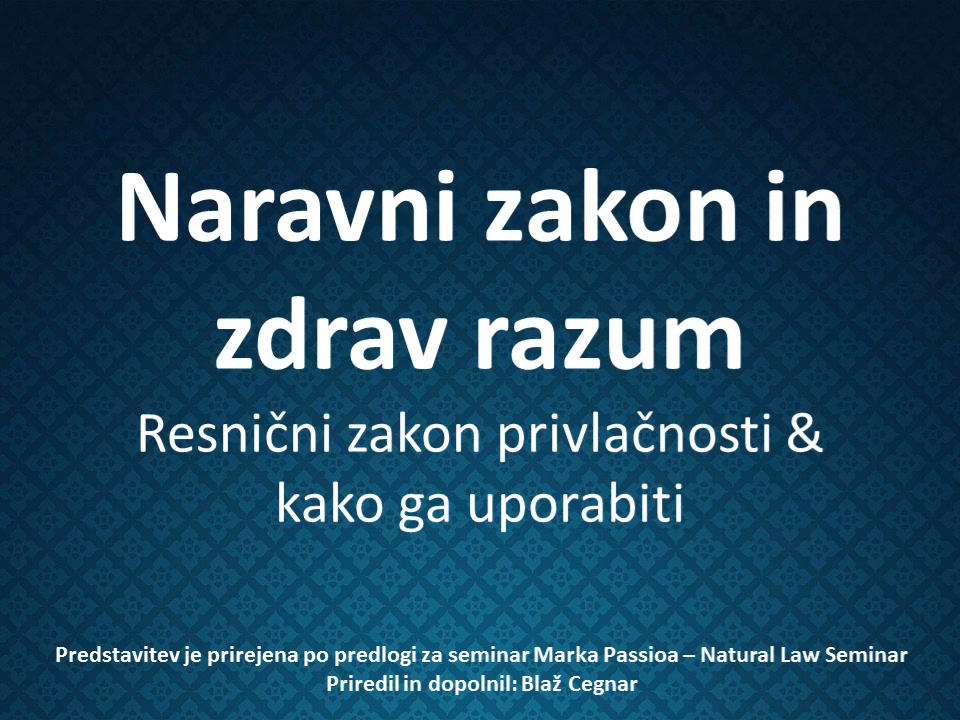 Naravni zakon in
zdrav razum
Resnični zakon privlačnosti &
kako ga uporabiti
Predstavitev je prirejena po predlogi za seminar Marka Passioa – Natural Law Seminar
Priredil in dopolnil: Blaž Cegnar